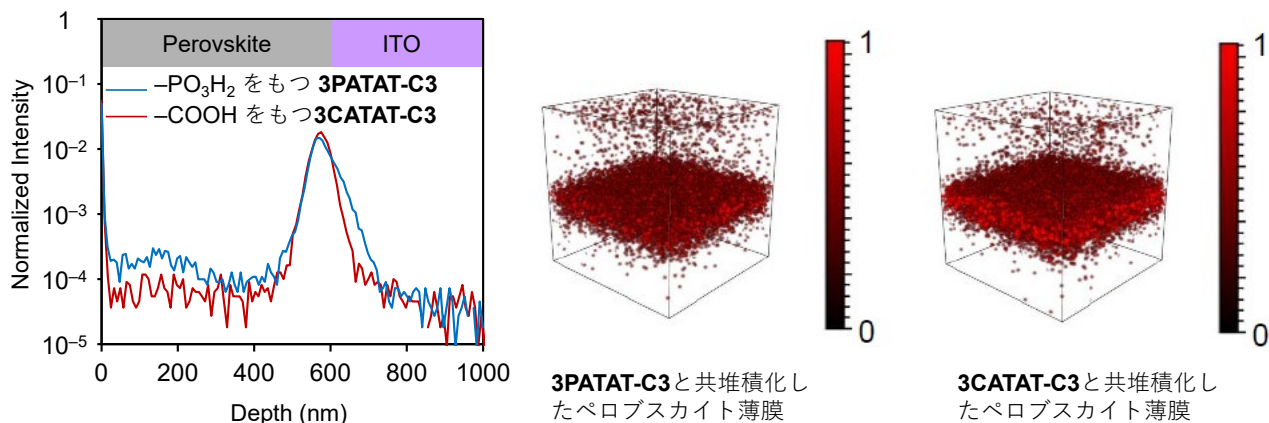 1
Perovskite
ITO
10–1
–PO3H2 をもつ 3PATAT-C3
–COOH をもつ3CATAT-C3
10–2
10–3
10–4
10–5
Normalized Intensity
0
200
400
600
800
1000
Depth (nm)
1
0
3PATAT-C3と共堆積化し
たペロブスカイト薄膜
1
0
3CATAT-C3と共堆積化し
たペロブスカイト薄膜